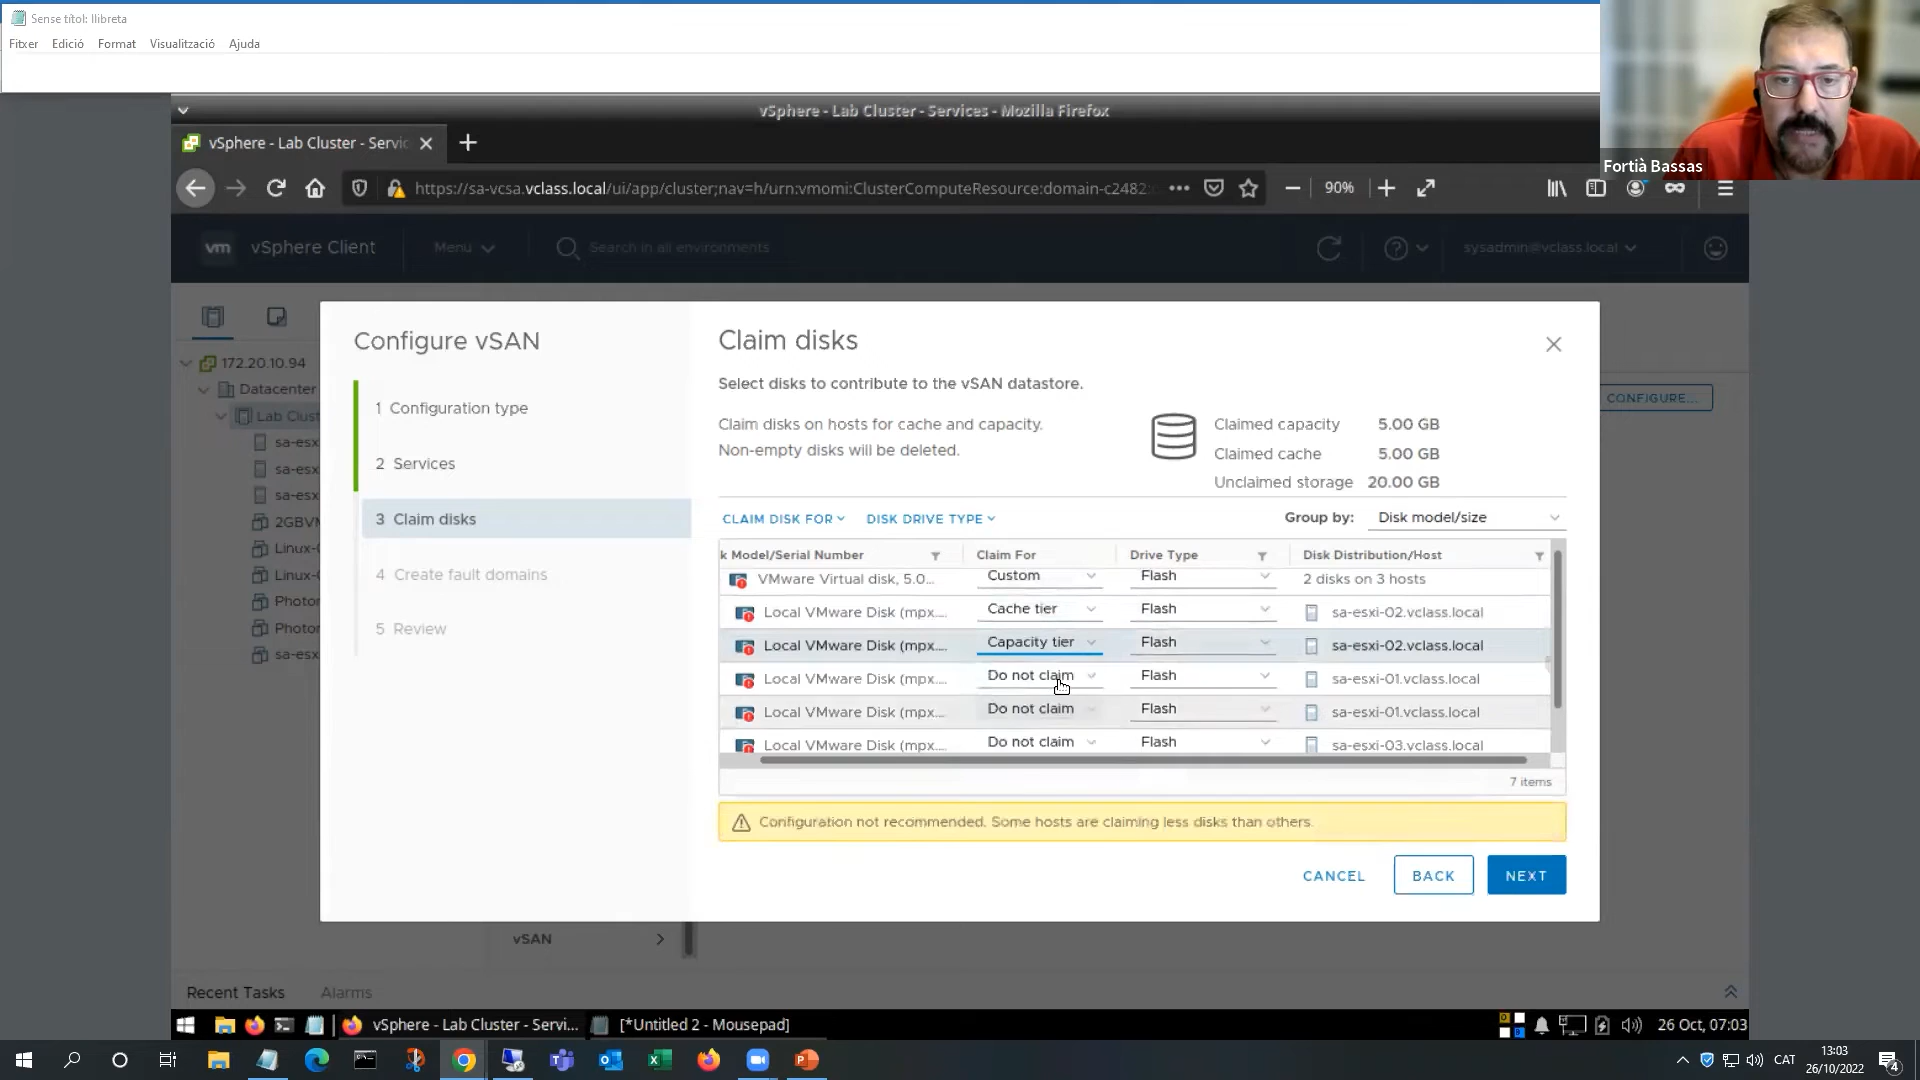 Sense títol: llibreta
Fitxer Edició Format Visualització Ajuda
Fortià Bassas
vSphere - Lab Cluster - Services - Mozilla Firefox
vSphere - Lab Cluster - Servic
https://sa-vcsa.vclass.local/ui/app/cluster;nav=h/urn:vmomi:ClusterComputeResource:domain-c2482:
90%
vm vSphere Client Menu Search in all environments sysadmin@vclass.local
172.20.10.94
Datacenter
Lab Clust
sa-esx
sa-esx
sa-esx
2GBVM
Linux-
Linux-
Photon
Photon
sa-esx
CONFIGURE...
Configure vSAN
1 Configuration type
2 Services
3 Claim disks
4 Create fault domains
5 Review
Claim disks
Select disks to contribute to the vSAN datastore.
Claim disks on hosts for cache and capacity.
Non-empty disks will be deleted.
Claimed capacity 5.00 GB
Claimed cache 5.00 GB
Unclaimed storage 20.00 GB
CLAIM DISK FOR DISK DRIVE TYPE Group by: Disk model/size
k Model/Serial Number Claim For Drive Type Disk Distribution/Host
VMware Virtual disk, 5.0... Custom Flash 2 disks on 3 hosts
Local VMware Disk (mpx.... Cache tier Flash sa-esxi-02.vclass.local
Local VMware Disk (mpx.... Capacity tier Flash sa-esxi-02.vclass.local
Local VMware Disk (mpx.... Do not claim Flash sa-esxi-01.vclass.local
Local VMware Disk (mpx.... Do not claim Flash sa-esxi-01.vclass.local
Local VMware Disk (mpx.... Do not claim Flash sa-esxi-03.vclass.local
7 items
Configuration not recommended. Some hosts are claiming less disks than others.
CANCEL BACK NEXT
vSAN
Recent Tasks Alarms
vSphere - Lab Cluster - Servi... [*Untitled 2 - Mousepad] 26 Oct, 07:03
CAT 13:03
26/10/2022
4